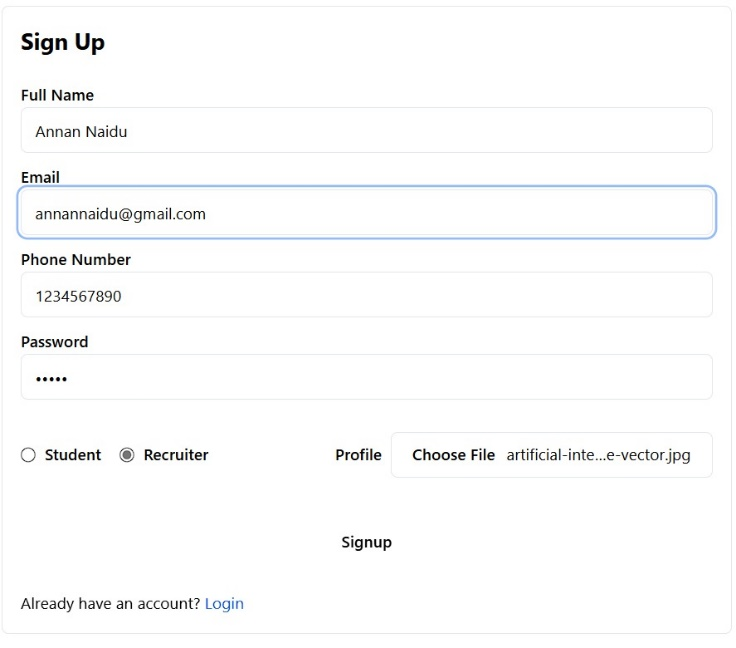 Sign Up
Full Name
Annan Naidu
Email
annannaidu@gmail.com
Phone Number
1234567890
Password
•••••
Student Recruiter Profile Choose File artificial-inte...e-vector.jpg
Signup
Already have an account? Login